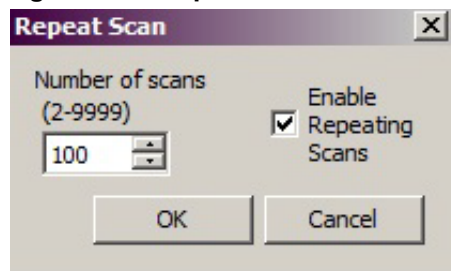 Repeat Scan
Number of scans
(2-9999)
100
Enable
Repeating
Scans
OK
Cancel